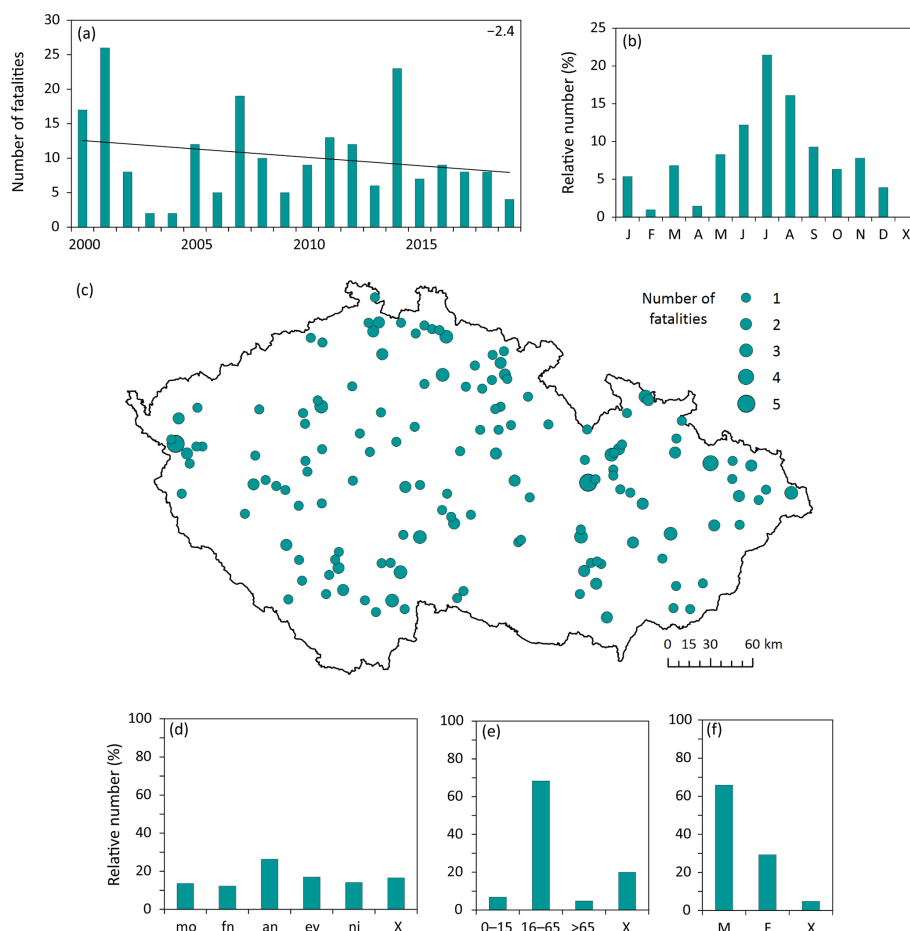 (a)
−2.4
Number of fatalities
30
25
20
15
10
5
0
2000
2005
2010
2015
(b)
Relative number (%)
25
20
15
10
5
0
J F M A M J J A S O N D X
(c)
Number of
fatalities
1
2
3
4
5
0 15 30 60 km
(d)
Relative number (%)
100
80
60
40
20
0
mo fn an ev ni X
(e)
100
80
60
40
20
0
0–15 16–65 >65 X
(f)
100
80
60
40
20
0
M F X